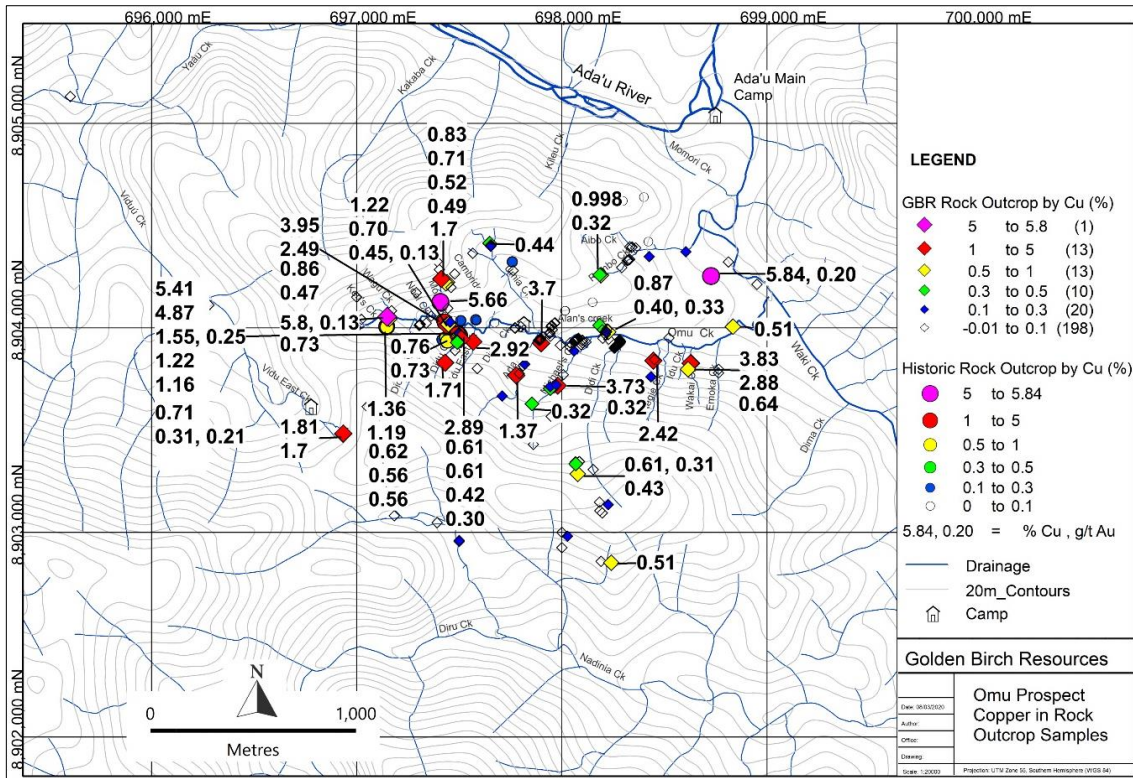 696,000 mE
697,000 mE
698,000 mE
699,000 mE
700,000 mE
8,905,000 mN
8,904,000 mN
8,903,000 mN
8,902,000 mN
Yaau Ck
Kakaba Ck
Ada'u River
Ada'u Main
Camp
Momori Ck
Kileu Ck
Viduu Ck
Aibo Ck
Alan's creek
Omu Ck
Waki Ck
Didi Ck
Wakai
Emoka Ck
Dima Ck
Vidu East Ck
Diru Ck
Nadinia Ck
0.83
0.71
0.52
0.49
1.7
1.22
0.70
0.45, 0.13
3.95
2.49
0.86
0.47
0.73
5.41
4.87
1.55, 0.25
1.22
1.16
0.71
0.31, 0.21
5.8, 0.13
5.66
0.44
3.7
0.998
0.32
0.87
0.40, 0.33
5.84, 0.20
0.51
0.76
0.73
1.71
2.92
1.36
1.19
0.62
0.56
0.56
2.89
0.61
0.61
0.42
0.30
1.81
1.7
1.37
0.32
3.73
0.32
2.42
3.83
2.88
0.64
0.61, 0.31
0.43
0.51
N
0 1,000
Metres
LEGEND
GBR Rock Outcrop by Cu (%)
5 to 5.8 (1)
1 to 5 (13)
0.5 to 1 (13)
0.3 to 0.5 (10)
0.1 to 0.3 (20)
-0.01 to 0.1 (198)
Historic Rock Outcrop by Cu (%)
5 to 5.84
1 to 5
0.5 to 1
0.3 to 0.5
0.1 to 0.3
0 to 0.1
5.84, 0.20 = % Cu , g/t Au
Drainage
20m_Contours
Camp
Golden Birch Resources
Date: 08/03/2020
Author:
Office:
Drawing:
Scale: 1:20000
Omu Prospect
Copper in Rock
Outcrop Samples
Projection: UTM Zone 55, Southern Hemisphere (WGS 84)